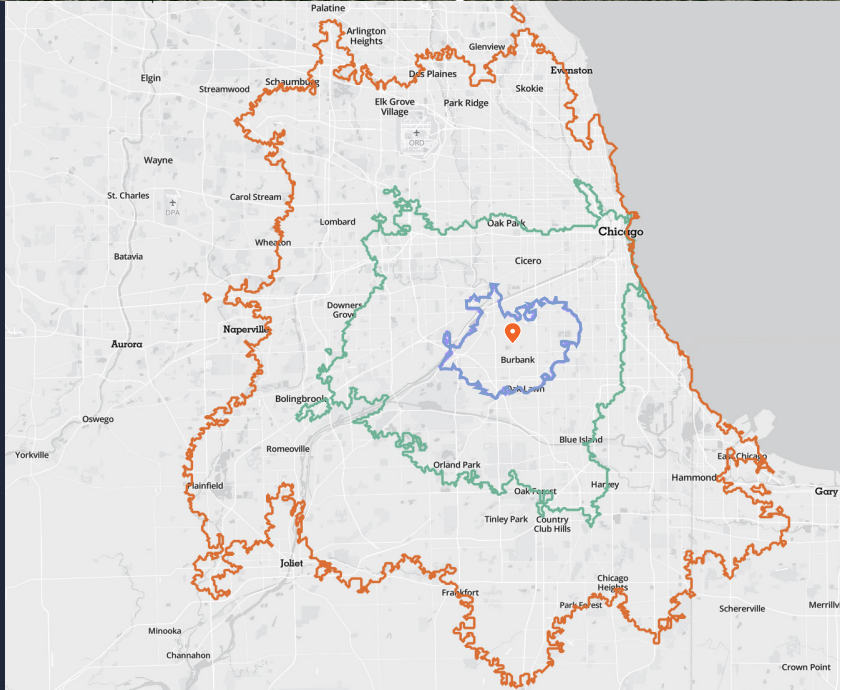 Palatine
Arlington
Heights
Glenview
Elgin
Streamwood
Schaumburg
Des Plaines
Evanston
Skokie
Elk Grove
Village
Park Ridge
ORD
Wayne
St. Charles
DPA
Carol Stream
Lombard
Oak Park
Chicago
Wheaton
Batavia
Cicero
Downers
Grove
Naperville
Aurora
Burbank
Oak Lawn
Bolingbrook
Oswego
Blue Island
Yorkville
Romeoville
East Chicago
Orland Park
Hammond
Plainfield
Oak Forest
Harvey
Gary
Tinley Park
Country
Club Hills
Joliet
Chicago
Heights
Frankfort
Park Forest
Schererville
Merrillv
Minooka
Channahon
Crown Point